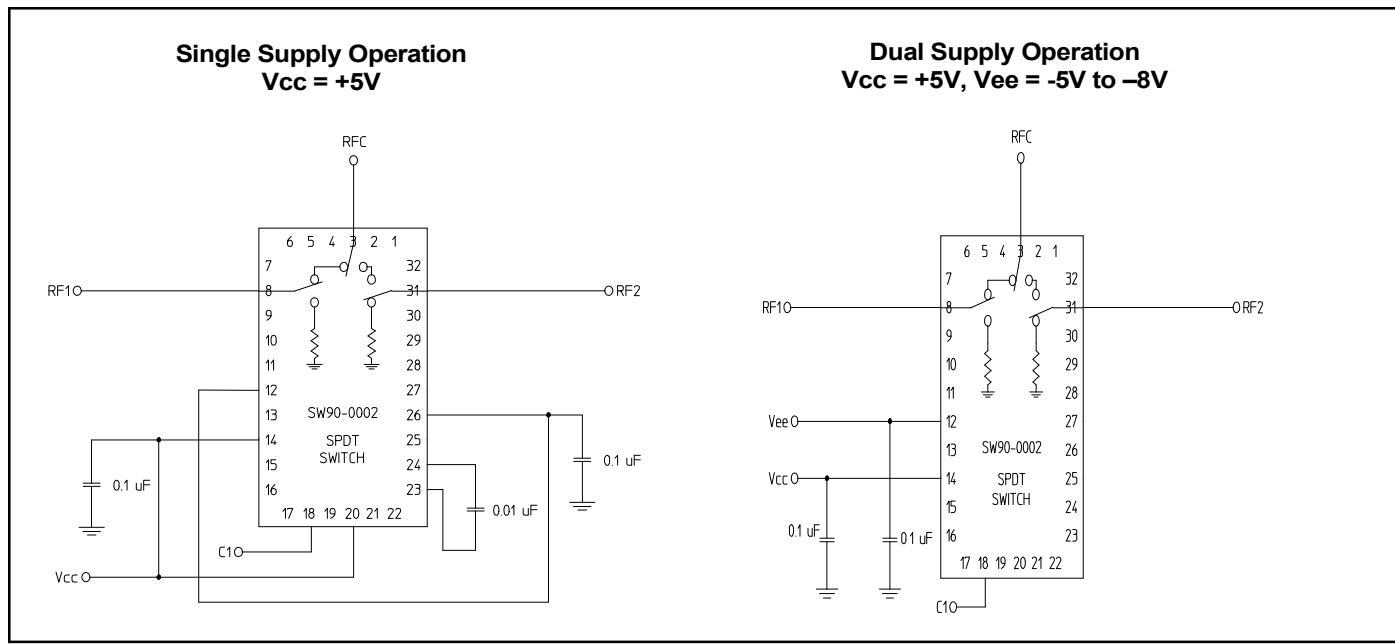 Single Supply Operation
Vcc = +5V
RFC
6 5 4 3 2 1
7 32
RF1 8 31 RF2
9 30
10 29
11 28
12 27
13 SW90-0002 26
14 SPDT 25
15 SWITCH 24
16 23
0.1 uF
0.1 uF
0.01 uF
17 18 19 20 21 22
C1
Vcc
Dual Supply Operation
Vcc = +5V, Vee = -5V to –8V
RFC
6 5 4 3 2 1
7 32
RF1 8 31 RF2
9 30
10 29
11 28
Vee 12 27
13 SW90-0002 26
Vcc 14 SPDT 25
15 SWITCH 24
16 23
0.1 uF
01 uF
17 18 19 20 21 22
C1